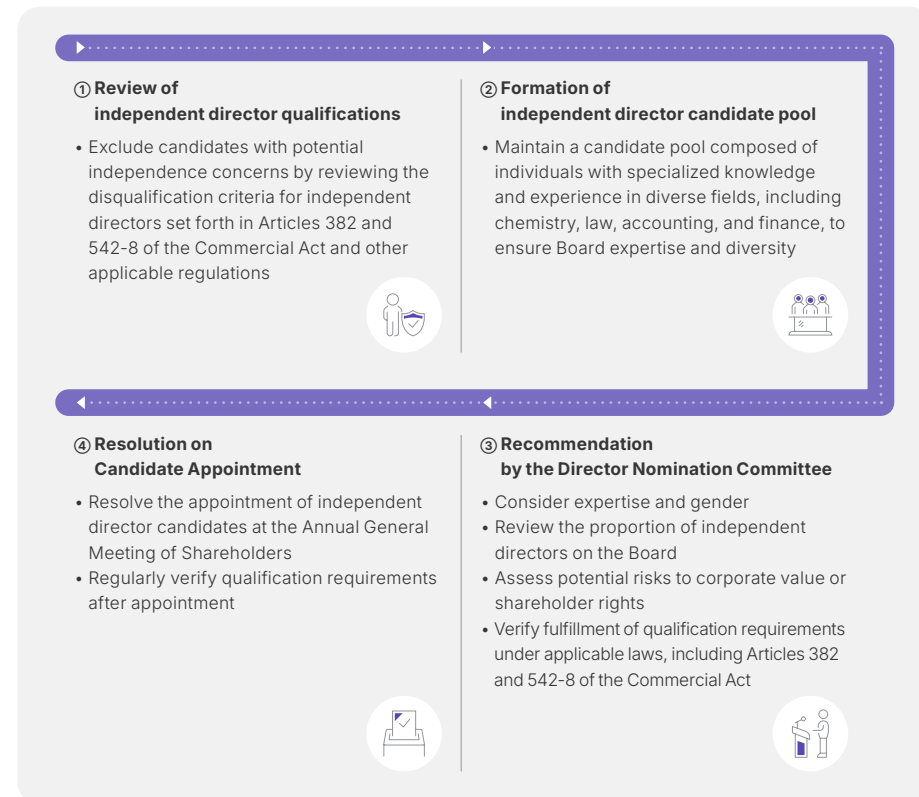 ① Review of
independent director qualifications
• Exclude candidates with potential
independence concerns by reviewing the
disqualification criteria for independent
directors set forth in Articles 382 and
542-8 of the Commercial Act and other
applicable regulations
② Formation of
independent director candidate pool
• Maintain a candidate pool composed of
individuals with specialized knowledge
and experience in diverse fields, including
chemistry, law, accounting, and finance, to
ensure Board expertise and diversity
③ Recommendation
by the Director Nomination Committee
• Consider expertise and gender
• Review the proportion of independent
directors on the Board
• Assess potential risks to corporate value or
shareholder rights
• Verify fulfillment of qualification requirements
under applicable laws, including Articles 382
and 542-8 of the Commercial Act
④ Resolution on
Candidate Appointment
• Resolve the appointment of independent
director candidates at the Annual General
Meeting of Shareholders
• Regularly verify qualification requirements
after appointment